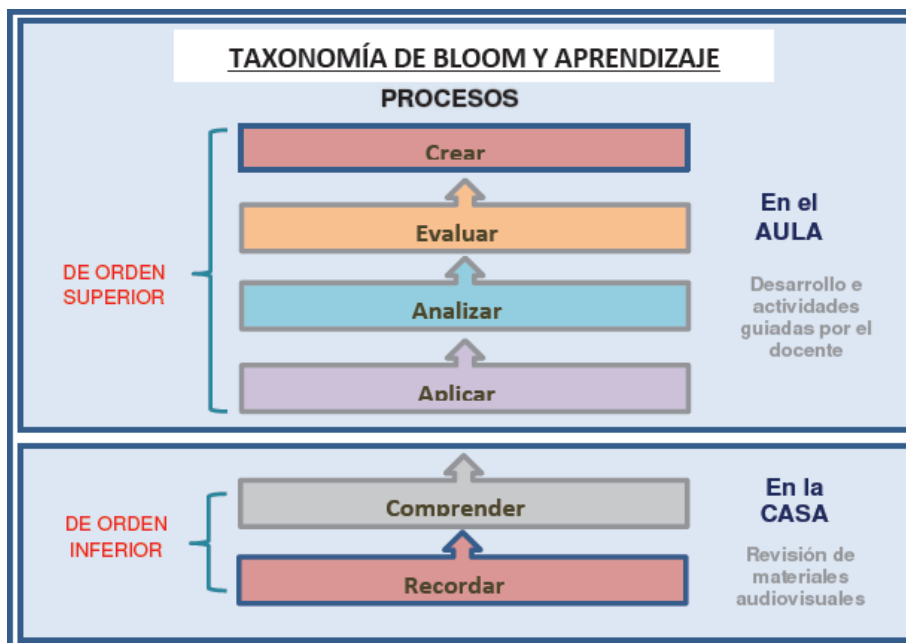 TAXONOMÍA DE BLOOM Y APRENDIZAJE
PROCESOS
Crear
Evaluar
Analizar
Aplicar
DE ORDEN
SUPERIOR
En el
AULA
Desarrollo e
actividades
guiadas por el
docente
Comprender
Recordar
DE ORDEN
INFERIOR
En la
CASA
Revisión de
materiales
audiovisuales